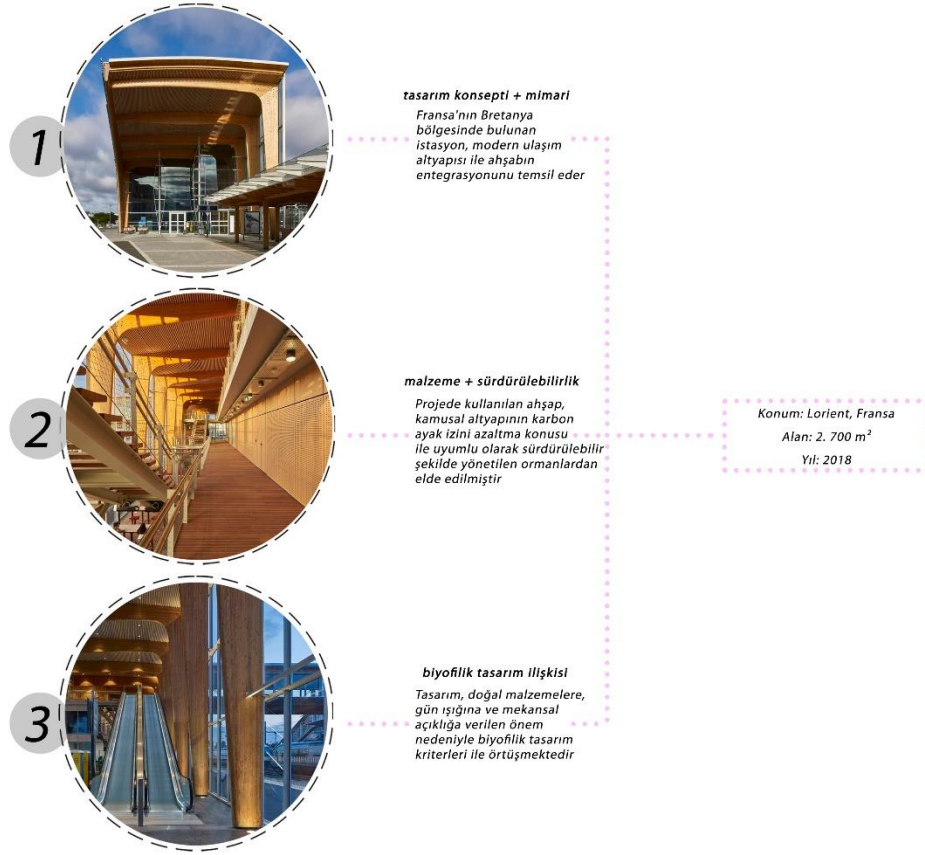 1
tasarım konsepti + mimari
Fransa'nın Bretanya
bölgesinde bulunan
istasyon, modern ulaşım
altyapısı ile ahşabın
entegrasyonunu temsil eder
2
malzeme + sürdürülebilirlik
Projede kullanılan ahşap,
kamusal altyapının karbon
ayak izini azaltma konusu
ile uyumlu olarak sürdürülebilir
şekilde yönetilen ormanlardan
elde edilmiştir
Konum: Lorient, Fransa
Alan: 2. 700 m²
Yıl: 2018
3
biyofilik tasarım ilişkisi
Tasarım, doğal malzemelere,
gün ışığına ve mekansal
açıklığa verilen önem
nedeniyle biyofilik tasarım
kriterleri ile örtüşmektedir